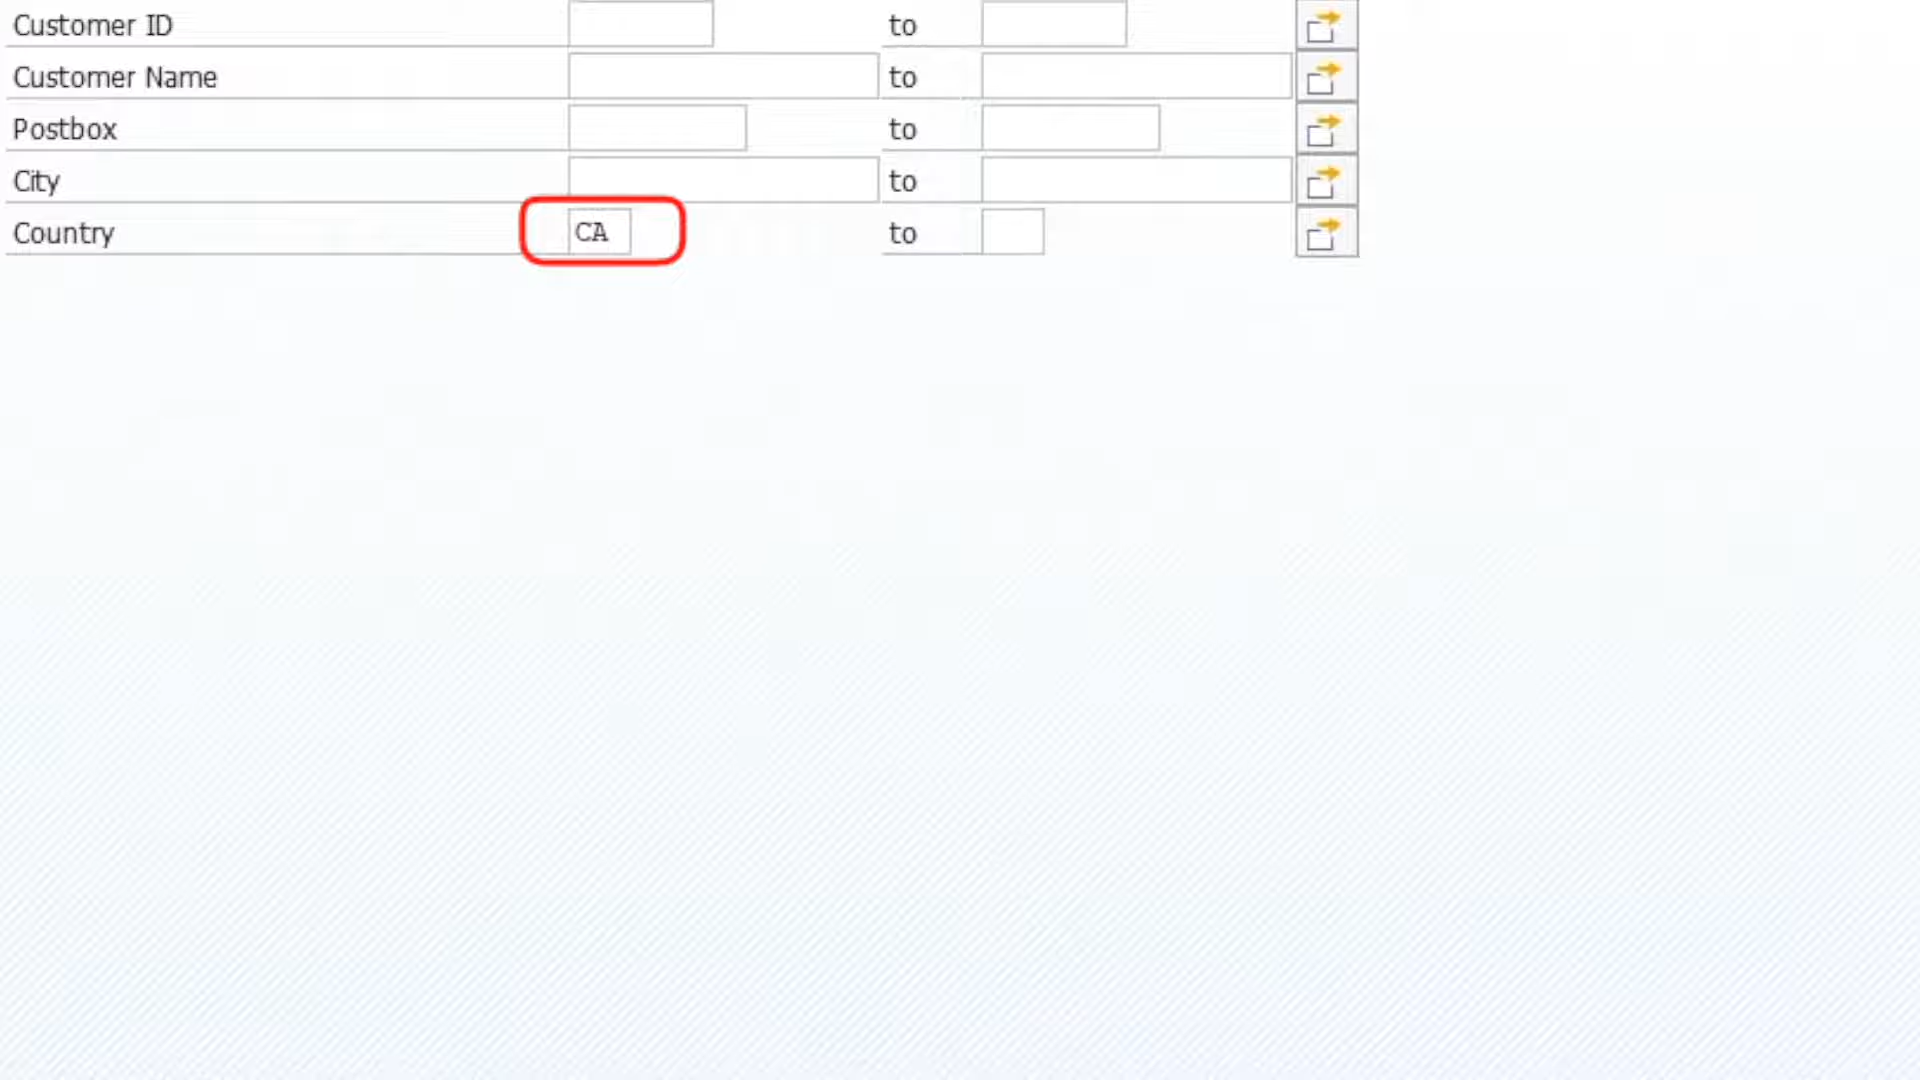 Customer ID to
Customer Name to
Postbox to
City to
Country CA to